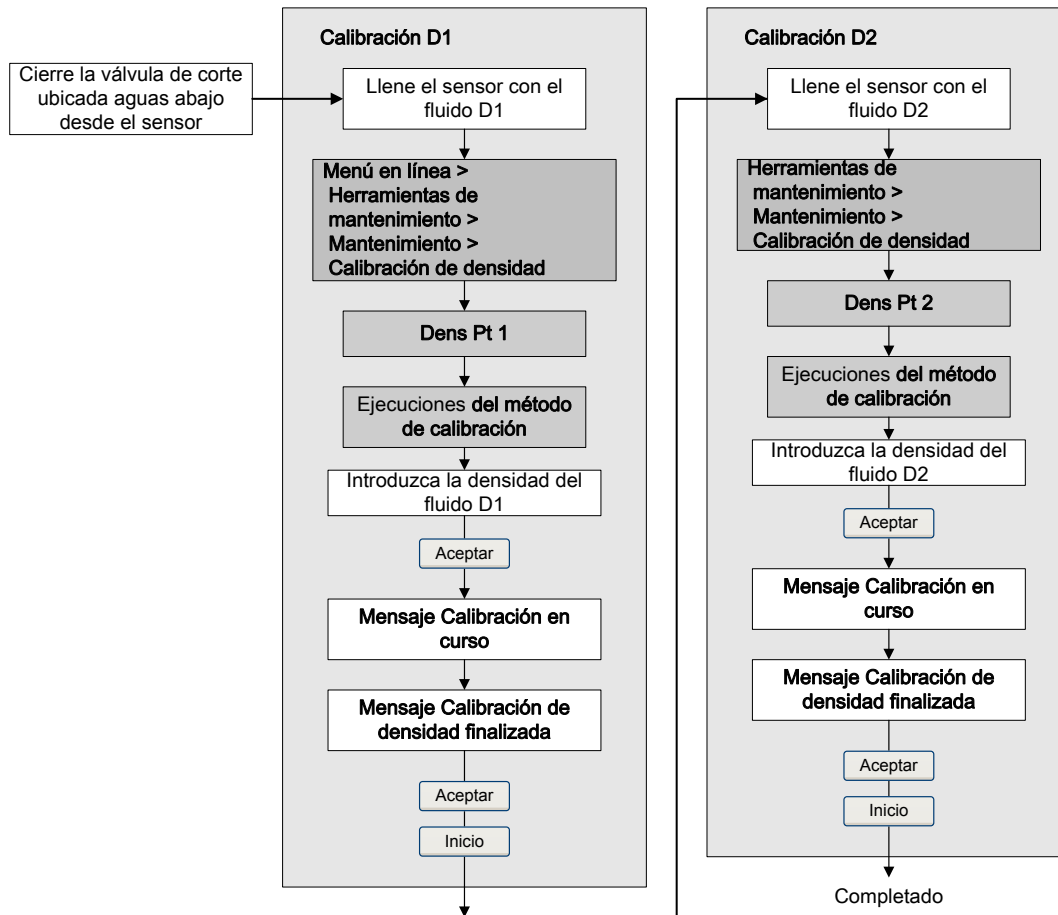 Cierre la válvula de corte
ubicada aguas abajo
desde el sensor
Calibración D1
Llene el sensor con el
fluido D1
Menú en línea >
Herramientas de
mantenimiento >
Mantenimiento >
Calibración de densidad
Dens Pt 1
Ejecuciones del método
de calibración
Introduzca la densidad del
fluido D1
Aceptar
Mensaje Calibración en
curso
Mensaje Calibración de
densidad finalizada
Aceptar
Inicio
Calibración D2
Llene el sensor con el
fluido D2
Herramientas de
mantenimiento >
Mantenimiento >
Calibración de densidad
Dens Pt 2
Ejecuciones del método
de calibración
Introduzca la densidad del
fluido D2
Aceptar
Mensaje Calibración en
curso
Mensaje Calibración de
densidad finalizada
Aceptar
Inicio
Completado